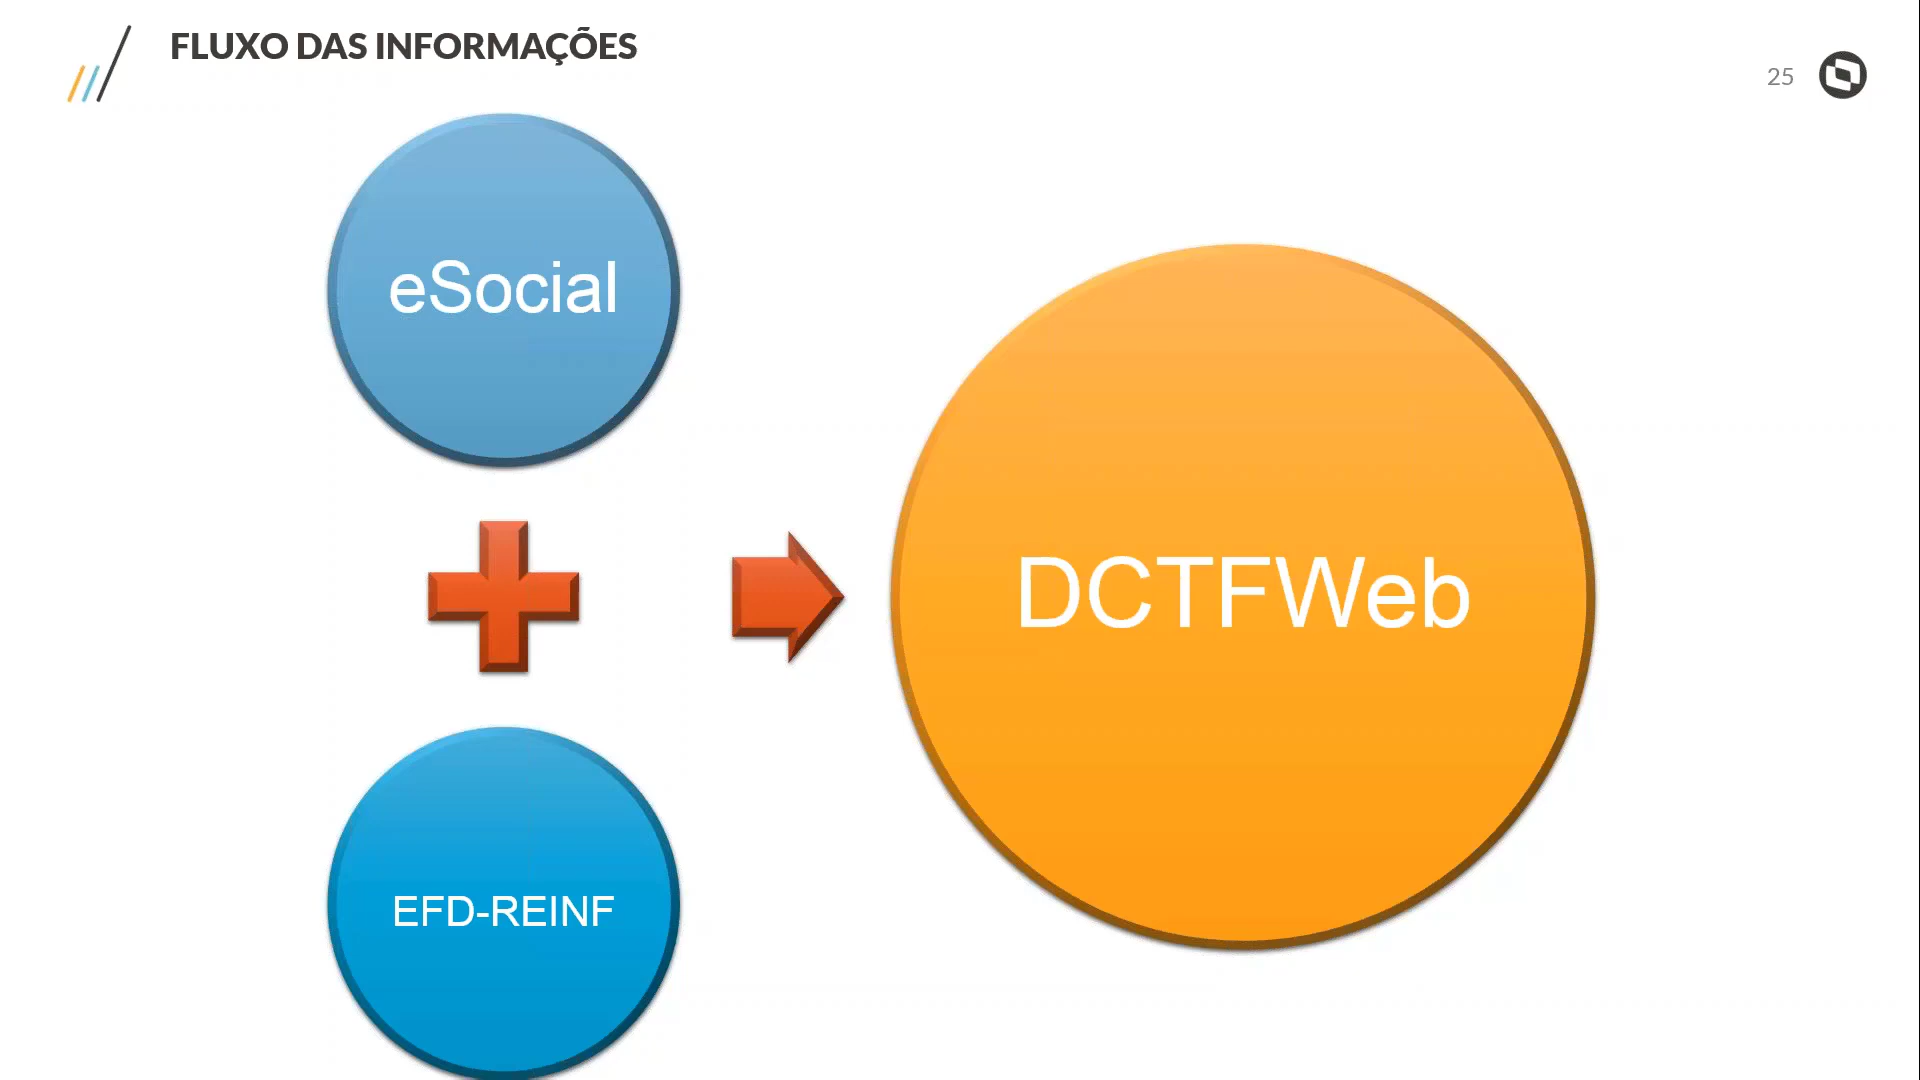 FLUXO DAS INFORMAÇÕES
25
eSocial
DCTFWeb
EFD-REINF